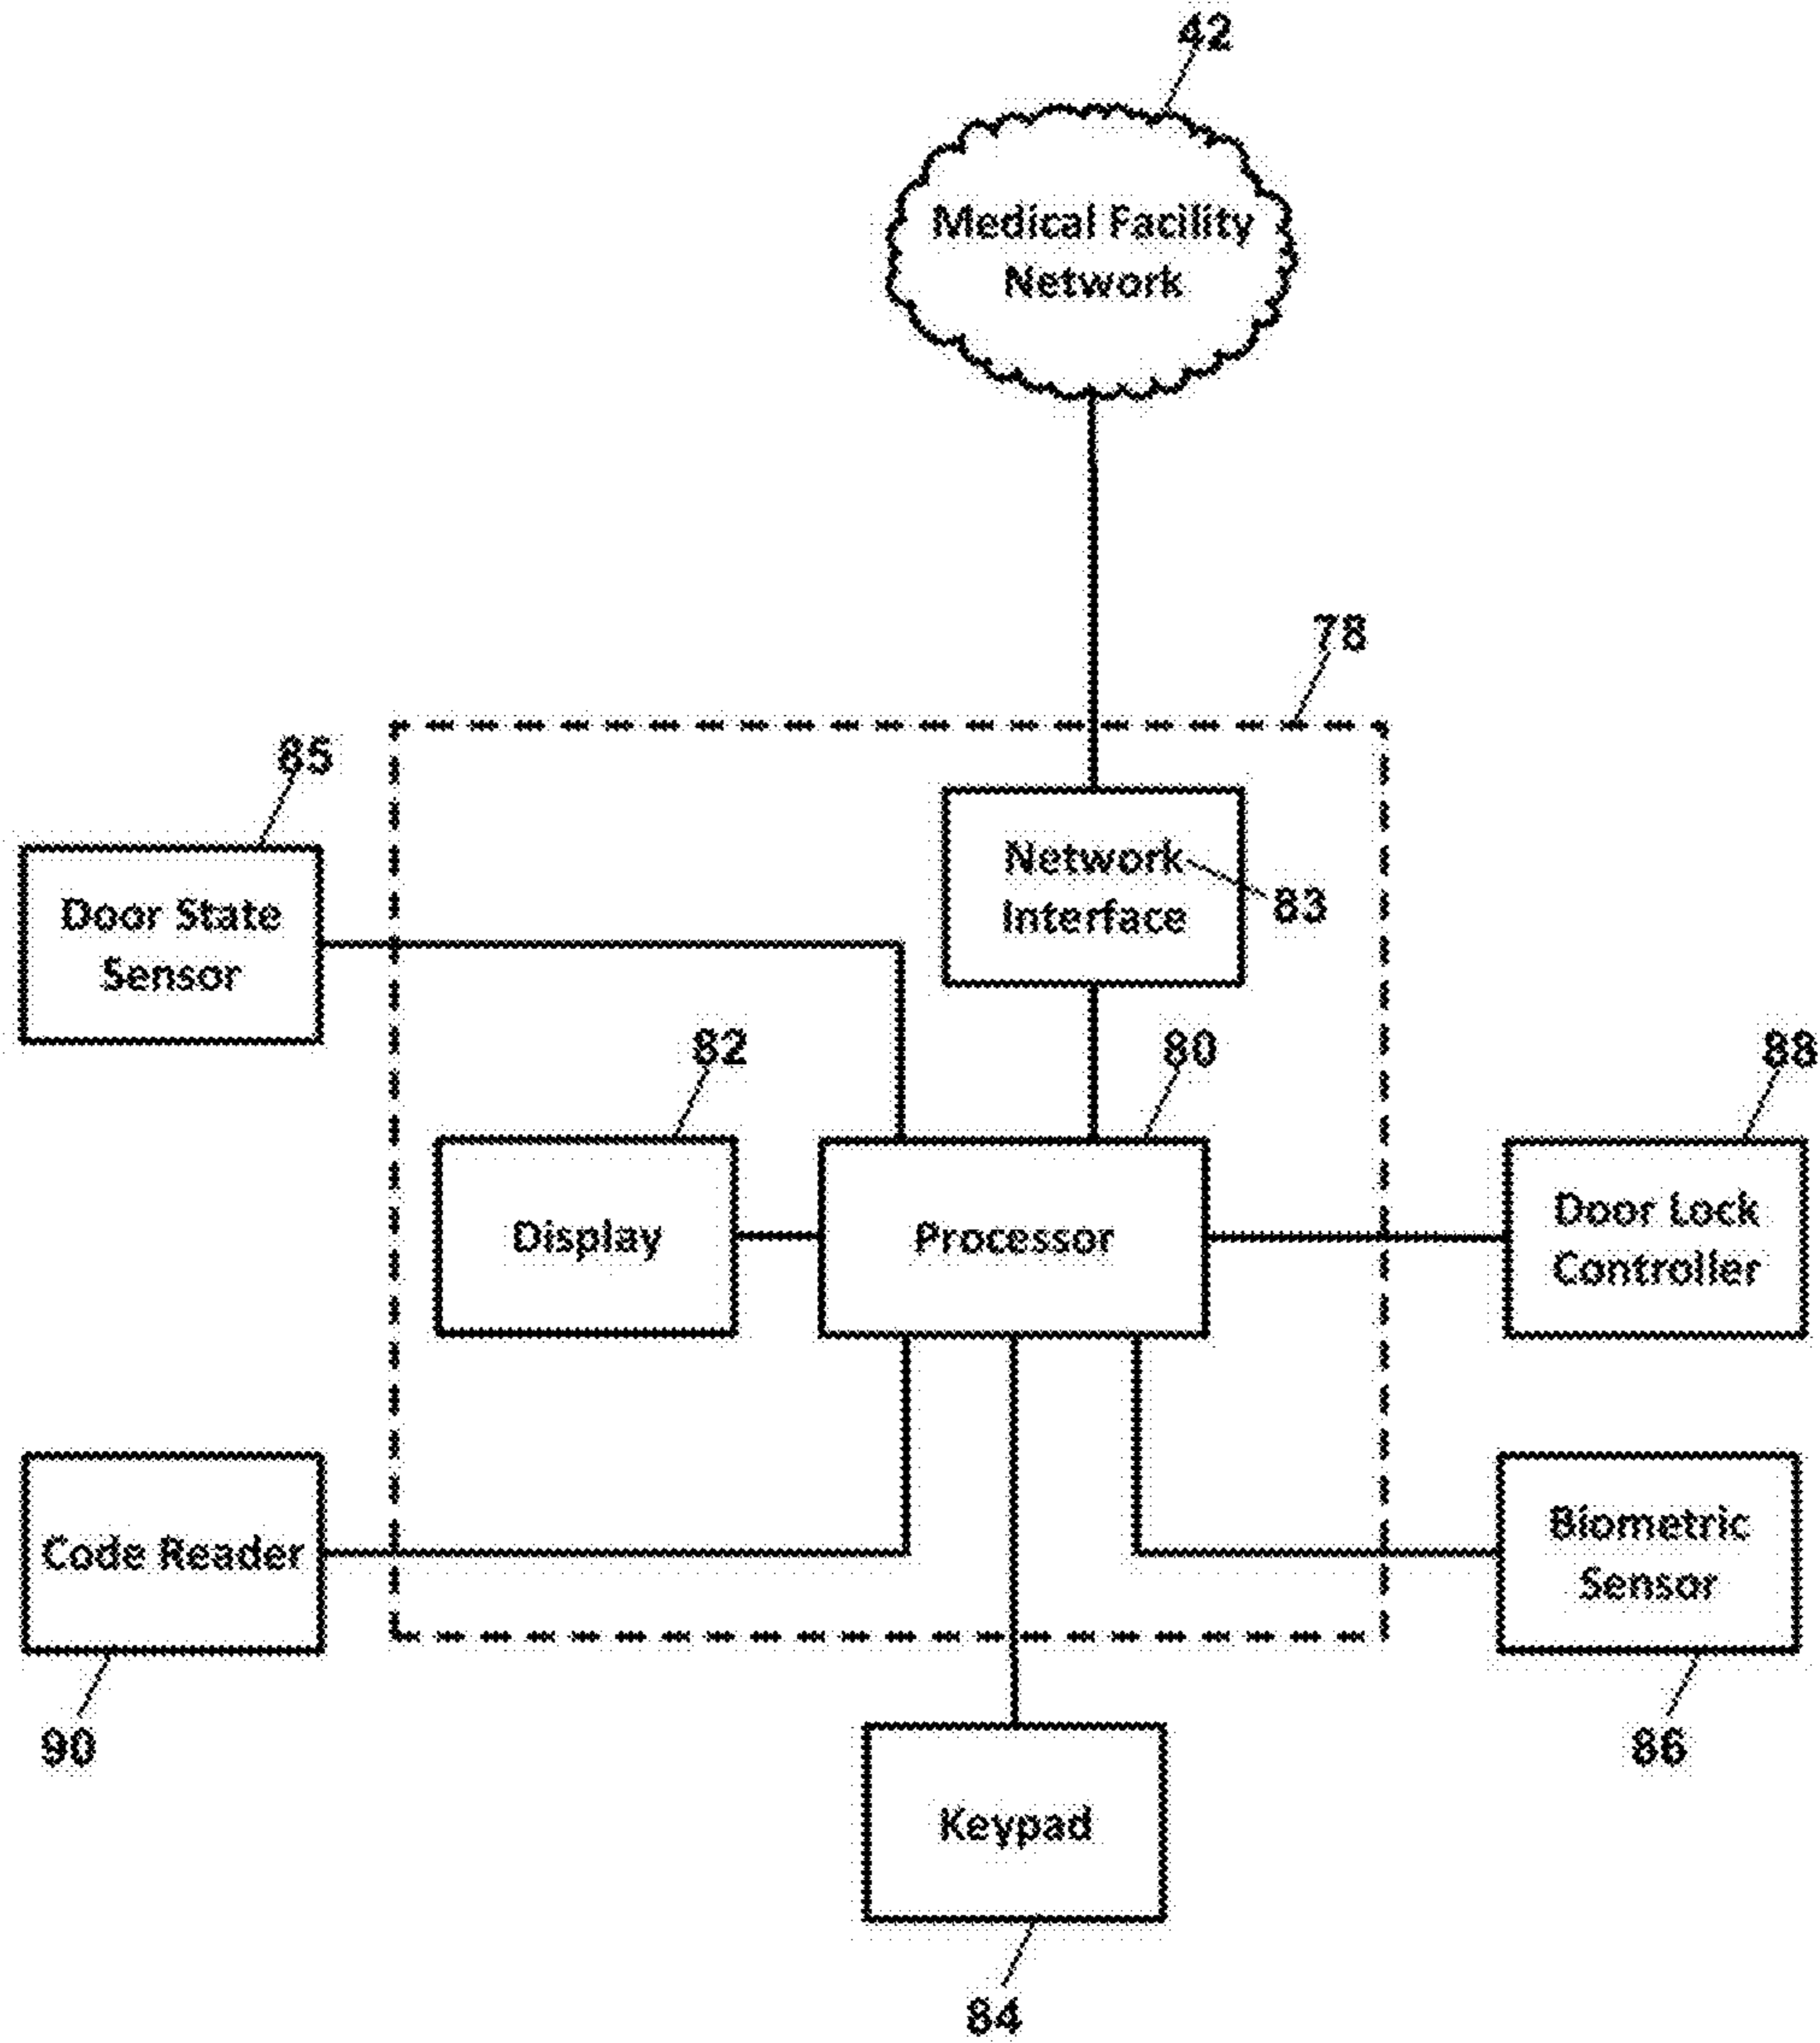 42
Medical Facility
Network
78
85
Network
Interface
83
Door State
Sensor
82
80
88
Display
Processor
Door Lock
Controller
Code Reader
Biometric
Sensor
90
86
Keypad
84